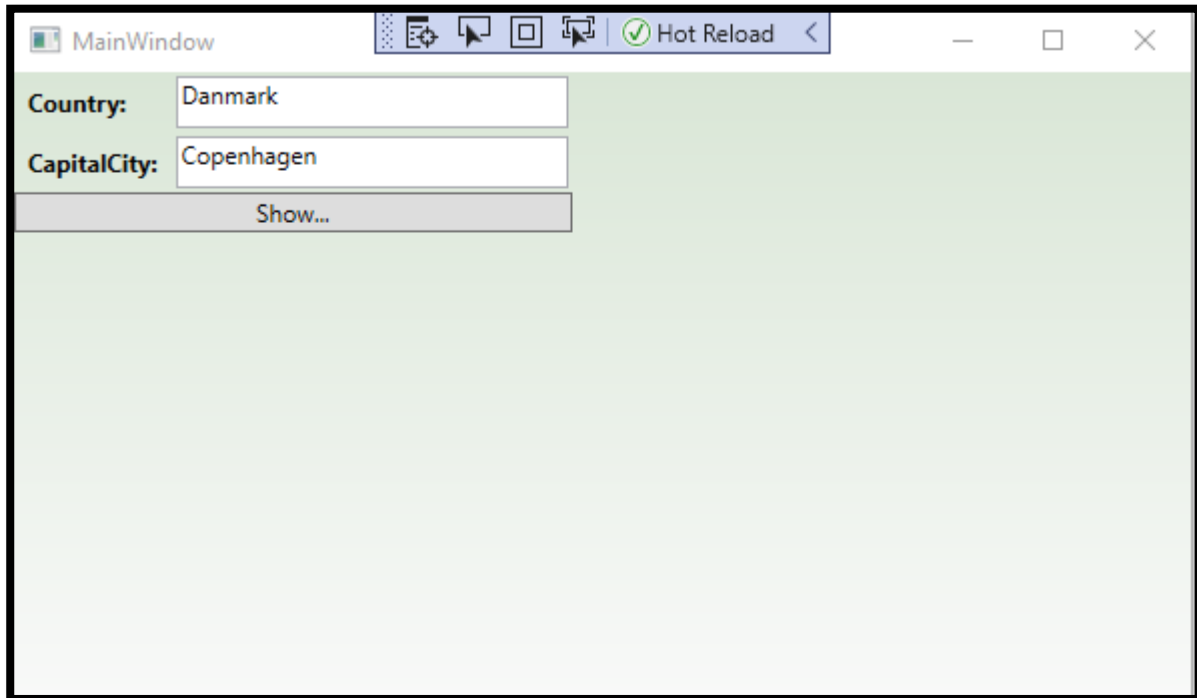 MainWindow
Hot Reload
Country:
Danmark
CapitalCity:
Copenhagen
Show...